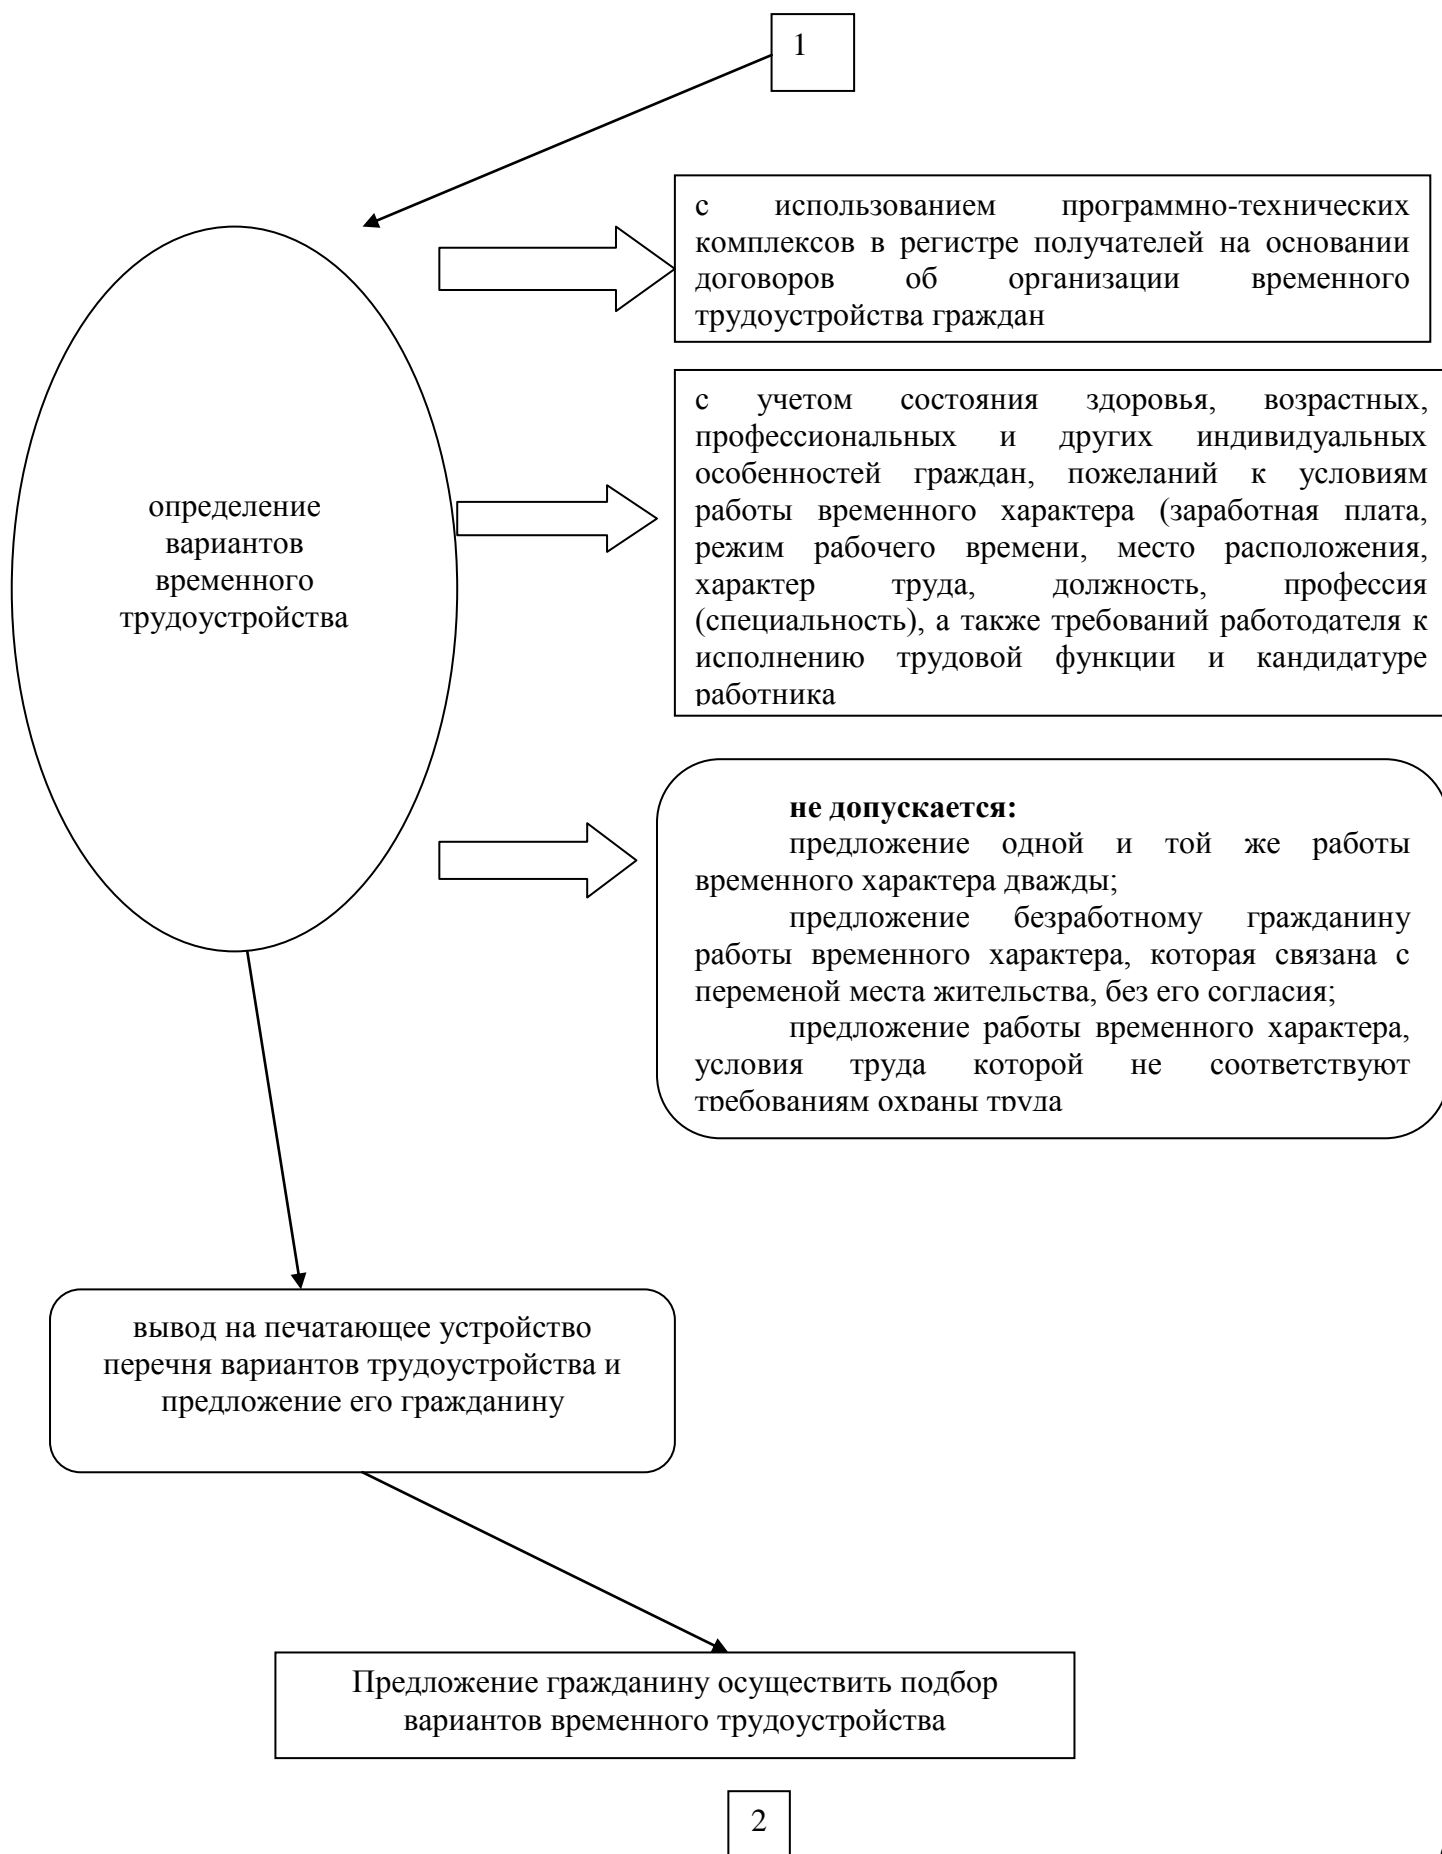 1
с использованием программно-технических
комплексов в регистре получателей на основании
договоров об организации временного
трудоустройства граждан
с учетом состояния здоровья, возрастных,
профессиональных и других индивидуальных
особенностей граждан, пожеланий к условиям
работы временного характера (заработная плата,
режим рабочего времени, место расположения,
характер труда, должность, профессия
(специальность), а также требований работодателя к
исполнению трудовой функции и кандидатуре
работника
определение
вариантов
временного
трудоустройства
не допускается:
предложение одной и той же работы
временного характера дважды;
предложение безработному гражданину
работы временного характера, которая связана с
переменой места жительства, без его согласия;
предложение работы временного характера,
условия труда которой не соответствуют
требованиям охраны труда
вывод на печатающее устройство
перечня вариантов трудоустройства и
предложение его гражданину
Предложение гражданину осуществить подбор
вариантов временного трудоустройства
2